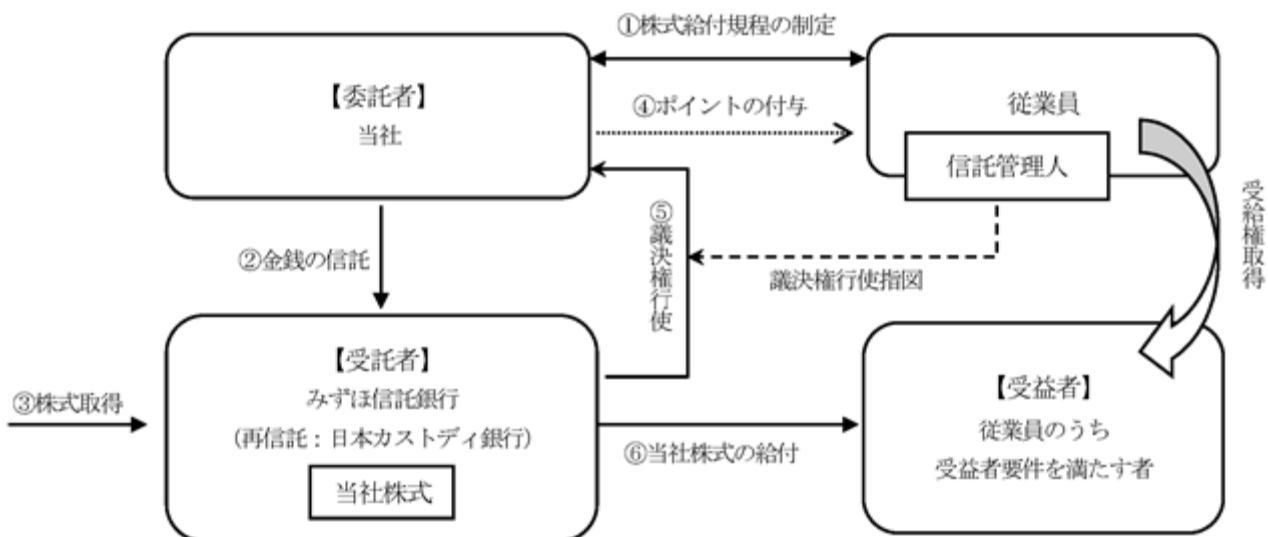 ①株式給付規程の制定
【委託者】
当社
④ポイントの付与
従業員
信託管理人
受給権取得
②金銭の信託
⑤議決権行使
議決権行使指図
③株式取得
【受託者】
みずほ信託銀行
(再信託:日本カストディ銀行)
当社株式
⑥当社株式の給付
【受益者】
従業員のうち
受益者要件を満たす者